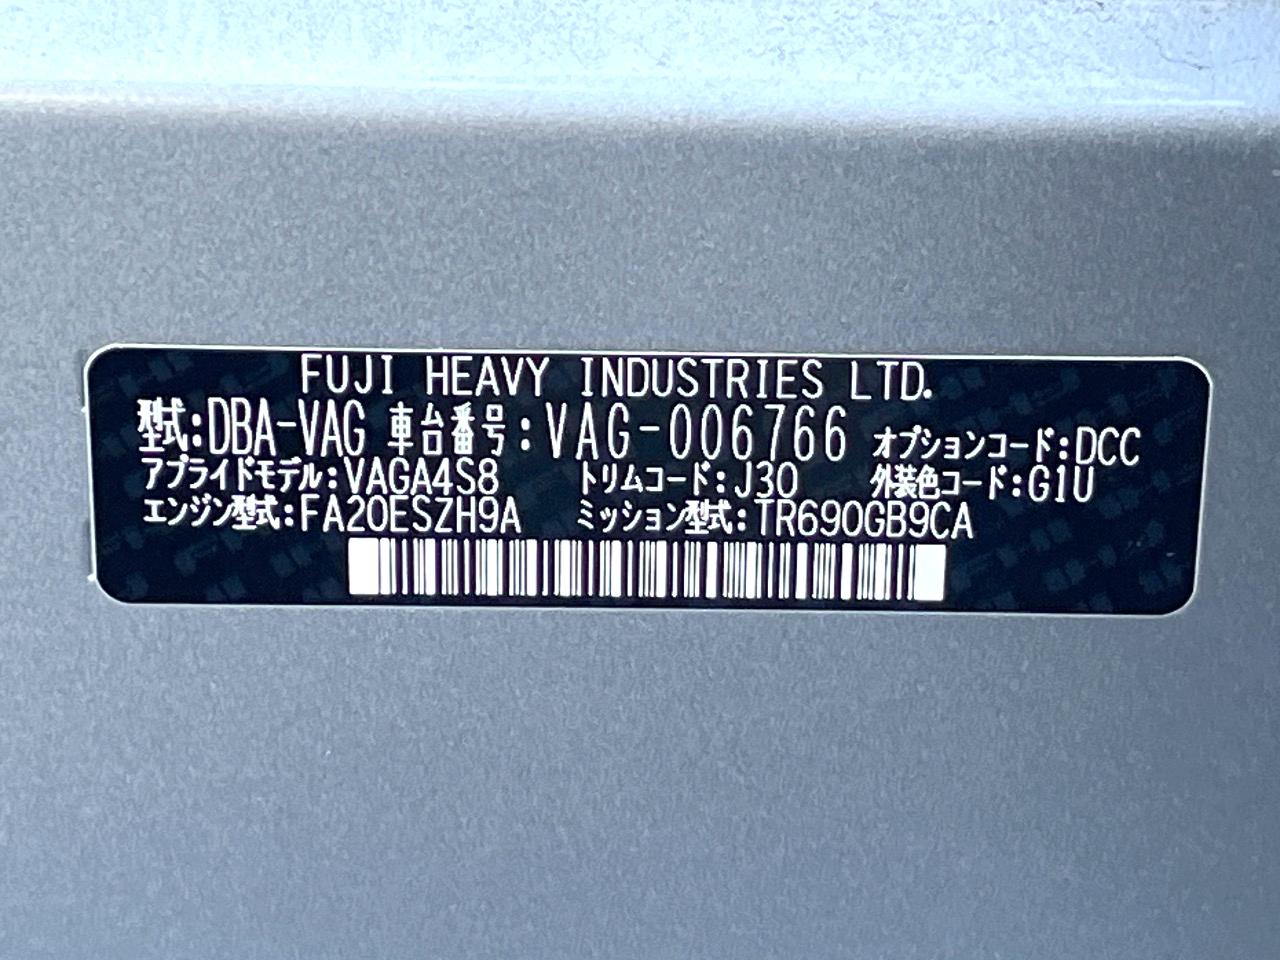 FUJI HEAVY INDUSTRIES LTD.
型式:DBA-VAG 車台番号:VAG-006766 オプションコード:DCC
アプライドモデル:VAGA4S8 トリムコード:J30 外装色コード:G1U
エンジン型式:FA20ESZH9A ミッション型式:TR690GB9CA